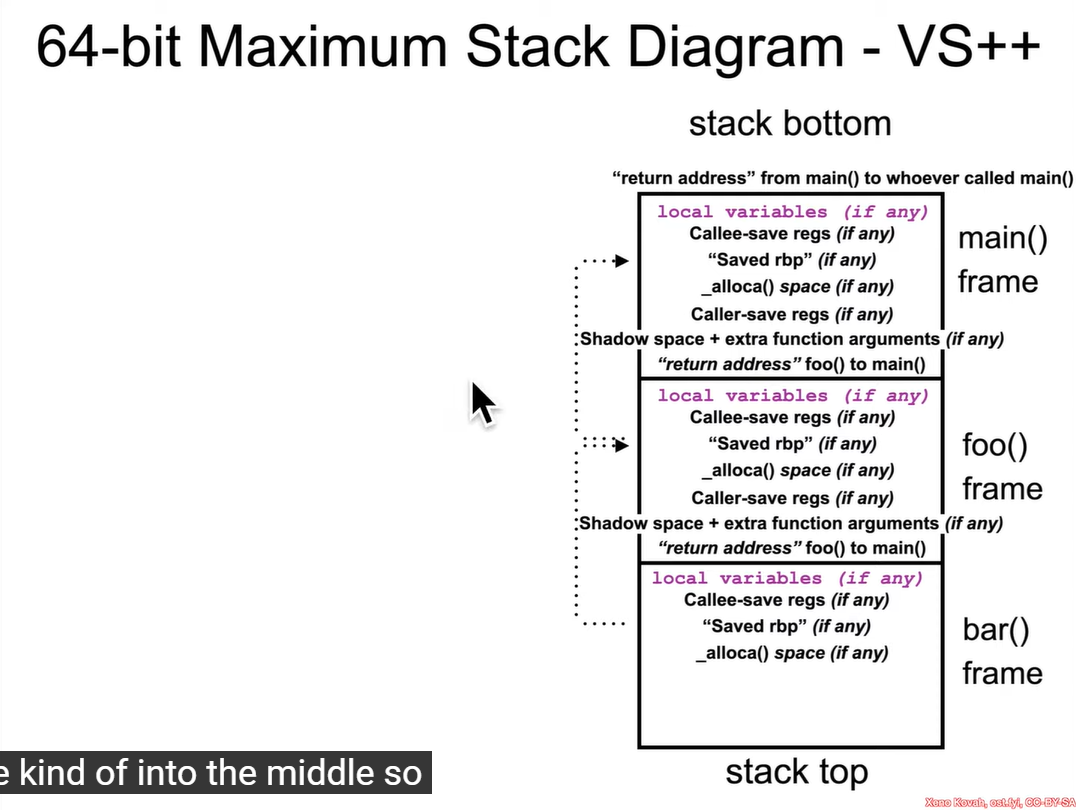 64-bit Maximum Stack Diagram - VS++
stack bottom
“return address” from main() to whoever called main()
local variables (if any)
Callee-save regs (if any)
“Saved rbp” (if any)
_alloca() space (if any)
Caller-save regs (if any)
Shadow space + extra function arguments (if any)
“return address” foo() to main()
main()
frame
local variables (if any)
Callee-save regs (if any)
“Saved rbp” (if any)
_alloca() space (if any)
Caller-save regs (if any)
Shadow space + extra function arguments (if any)
“return address” foo() to main()
foo()
frame
local variables (if any)
Callee-save regs (if any)
“Saved rbp” (if any)
_alloca() space (if any)
bar()
frame
stack top
e kind of into the middle so
Xeno Kovah, ost.fyi, CC-BY-SA